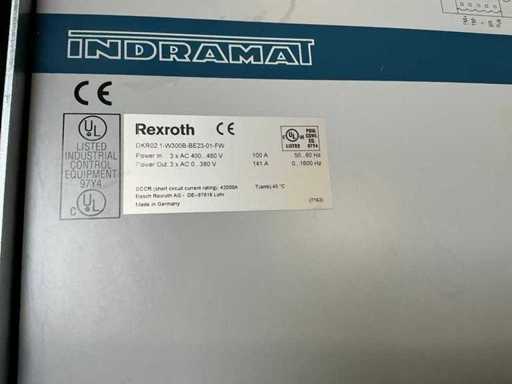 INDRAMAT
CE
UL
LISTED
INDUSTRIAL
CONTROL
EQUIPMENT
97Y4
C UL
Rexroth CE
DKR02.1-W300B-BE23-01-FW
Power In 3 x AC 400...480 V 100 A 50...60 Hz
Power Out 3 x AC 0...380 V 141 A 0...1600 Hz
SCCR (short circuit current rating): 42000A T(amb) 45 °C
Bosch Rexroth AG - DE-97816 Lohr
Made in Germany